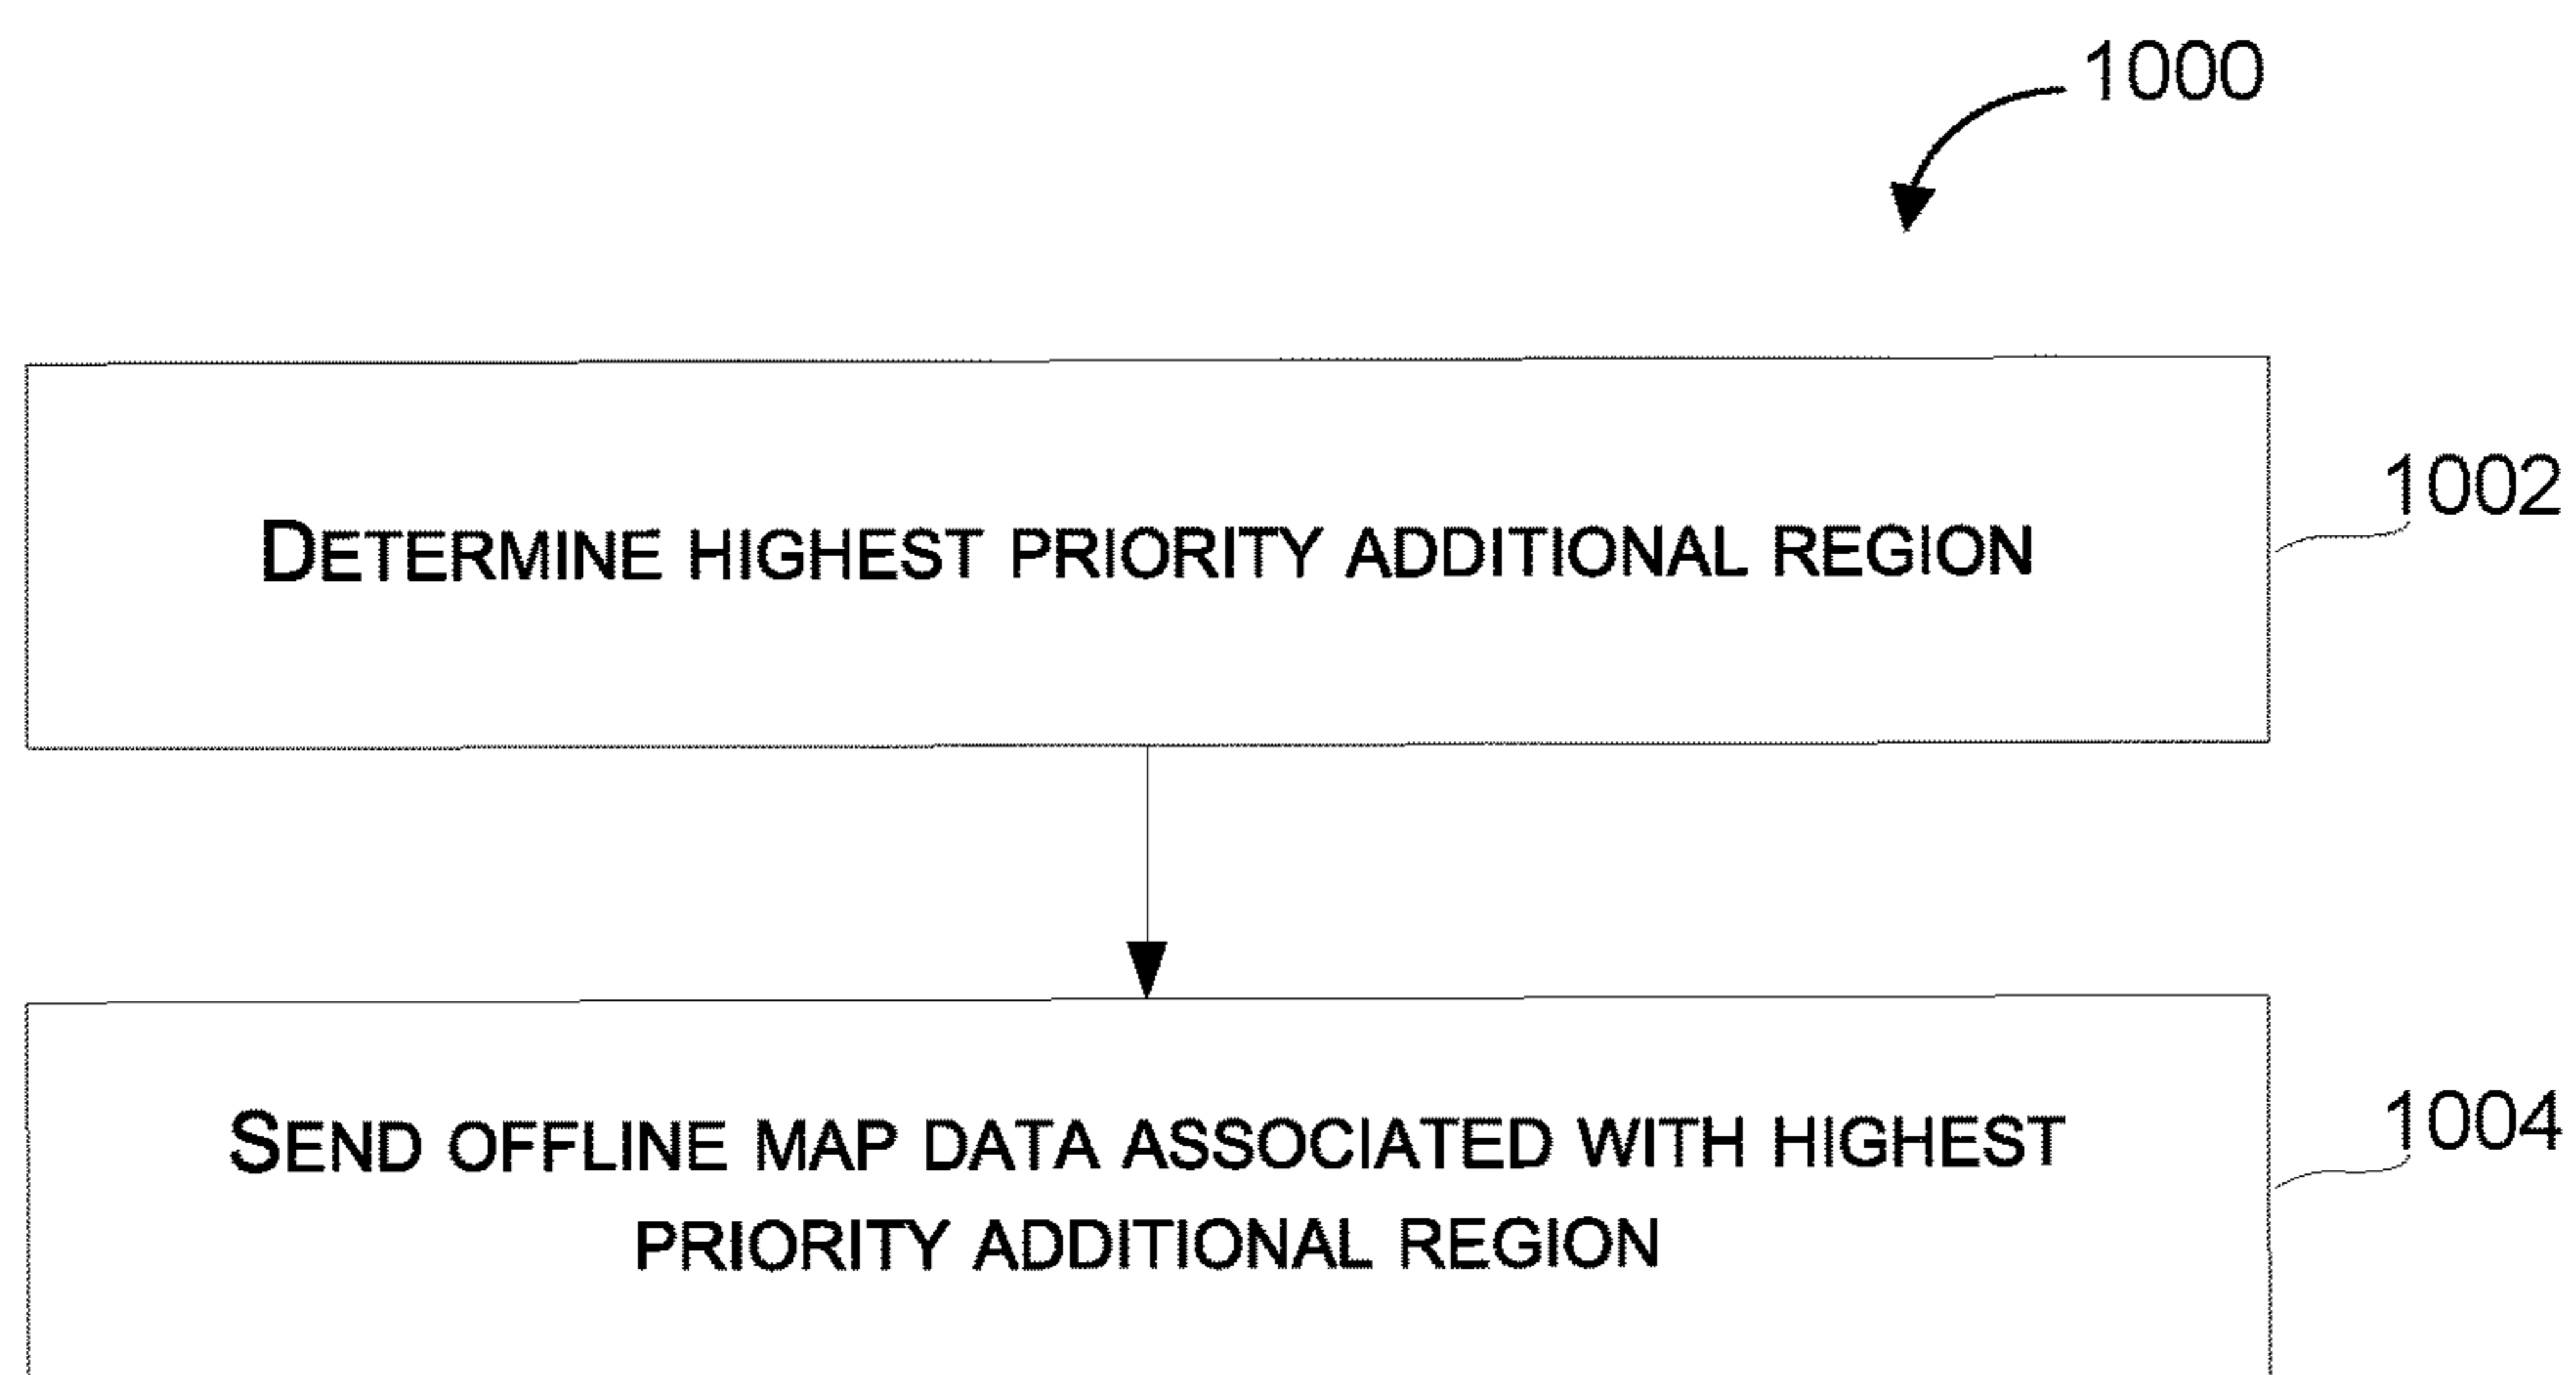 1000
DETERMINE HIGHEST PRIORITY ADDITIONAL REGION
1002
SEND OFFLINE MAP DATA ASSOCIATED WITH HIGHEST
PRIORITY ADDITIONAL REGION
1004